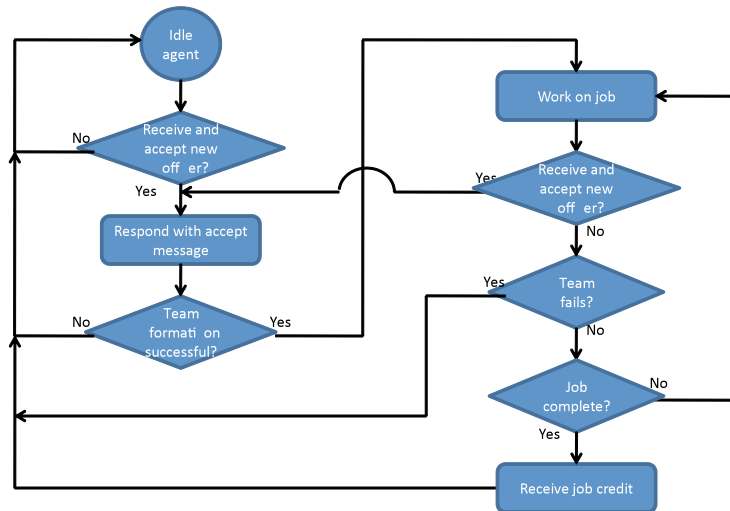 Idle
agent
No
Receive and
accept new
off er?
Yes
Respond with accept
message
No
Team
formati on
successful?
Yes
Work on job
Yes
Receive and
accept new
off er?
No
Yes
Team
fails?
No
Job
complete?
No
Yes
Receive job credit